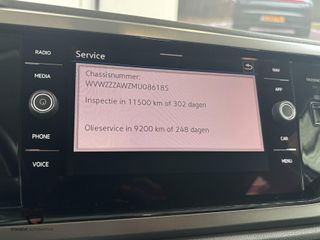 RADIO
MEDIA
PHONE
VOICE
Service
Chassisnummer:
WVWZZZAWZMU086185
Inspectie in 11500 km of 302 dagen
Olieservice in 9200 km of 248 dagen
NAV
APP
CAR
MENU